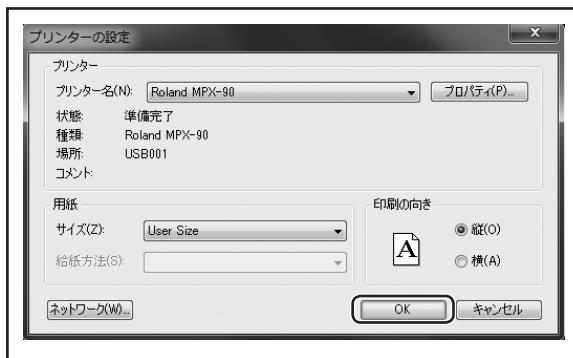 プリンターの設定
プリンター
プリンター名(N): Roland MPX-90 プロパティ(P)...
状態: 準備完了
種類: Roland MPX-90
場所: USB001
コメント:
用紙
サイズ(Z): User Size
給紙方法(S):
印刷の向き
A
縦(O)
横(A)
ネットワーク(W)...
OK
キャンセル